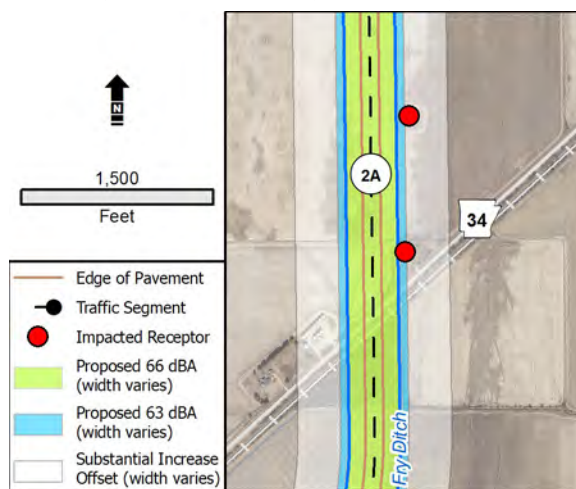 N
1,500
Feet
Edge of Pavement
Traffic Segment
Impacted Receptor
Proposed 66 dBA
(width varies)
Proposed 63 dBA
(width varies)
Substantial Increase
Offset (width varies)
2A
34
Fry Ditch